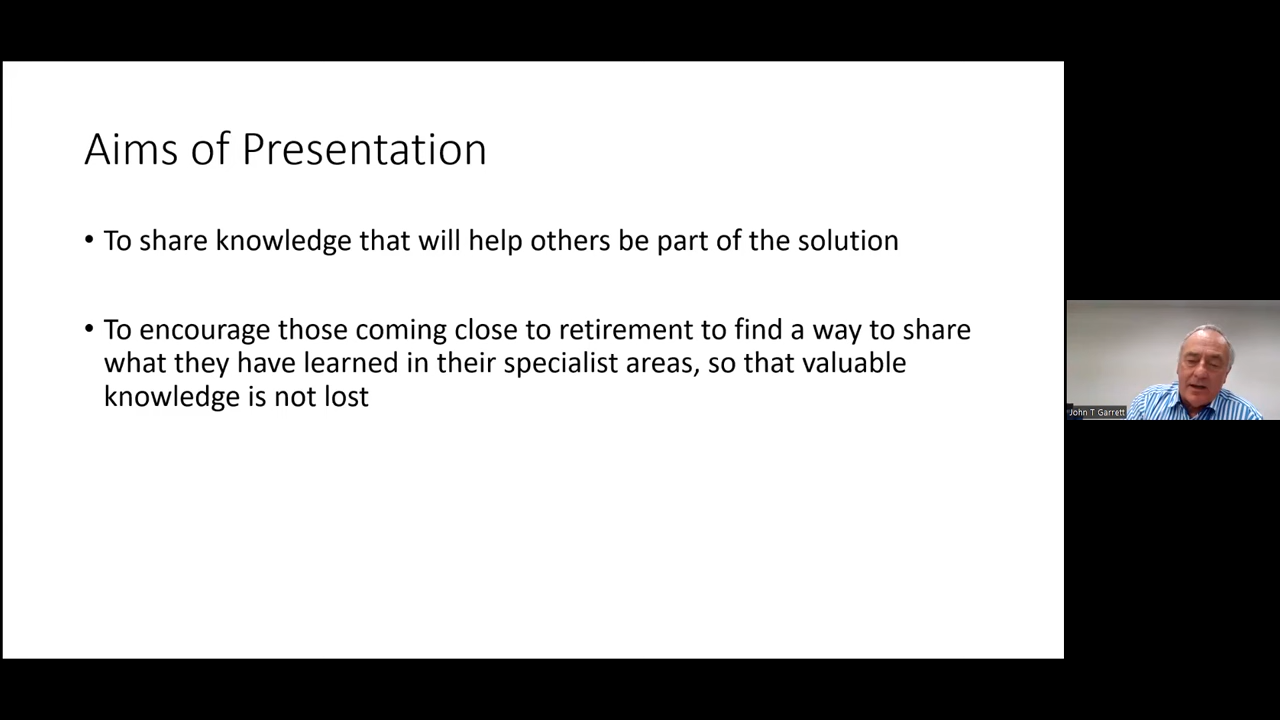 Aims of Presentation
• To share knowledge that will help others be part of the solution
• To encourage those coming close to retirement to find a way to share
what they have learned in their specialist areas, so that valuable
knowledge is not lost
John T Garrett